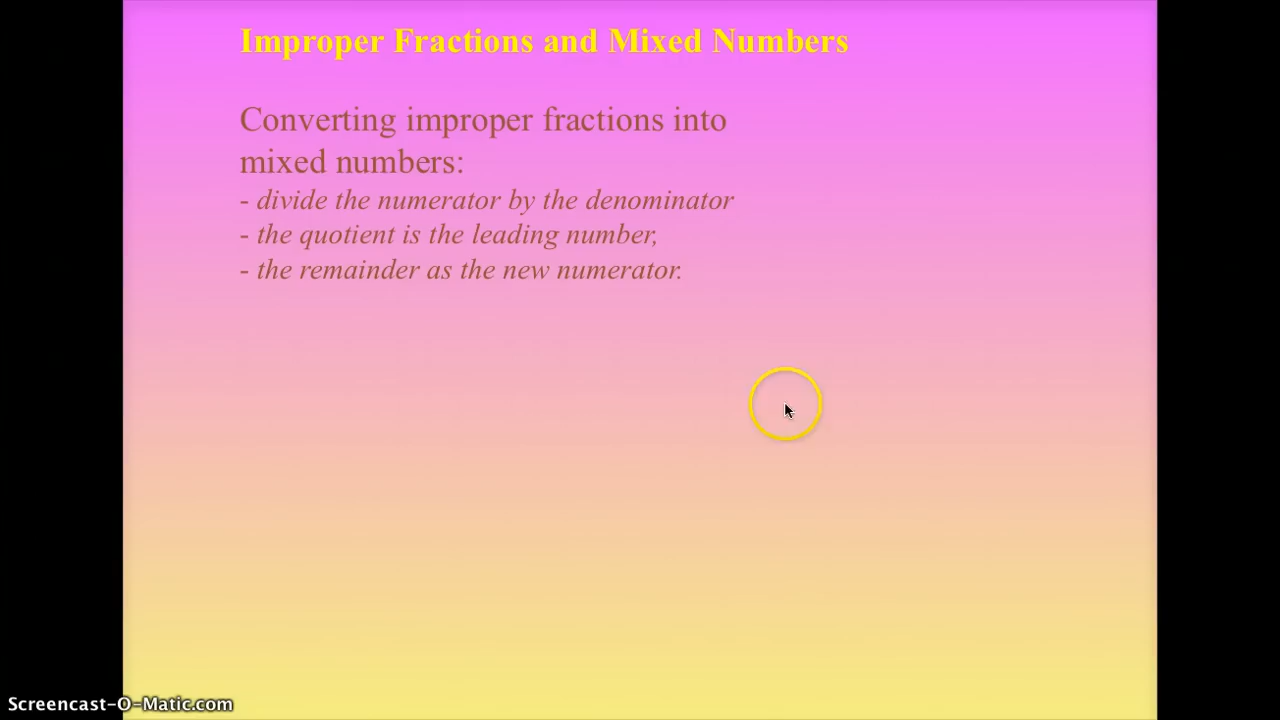 Improper Fractions and Mixed Numbers
Converting improper fractions into
mixed numbers:
- divide the numerator by the denominator
- the quotient is the leading number,
- the remainder as the new numerator.
Screencast-O-Matic.com